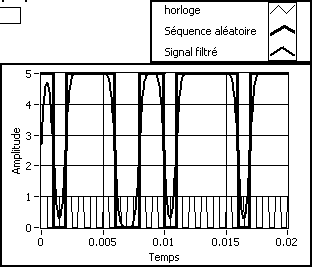 horloge
Séquence aléatoire
Signal filtré
5
4
3
2
1
0
Amplitude
0
0.005
0.01
0.015
0.02
Temps